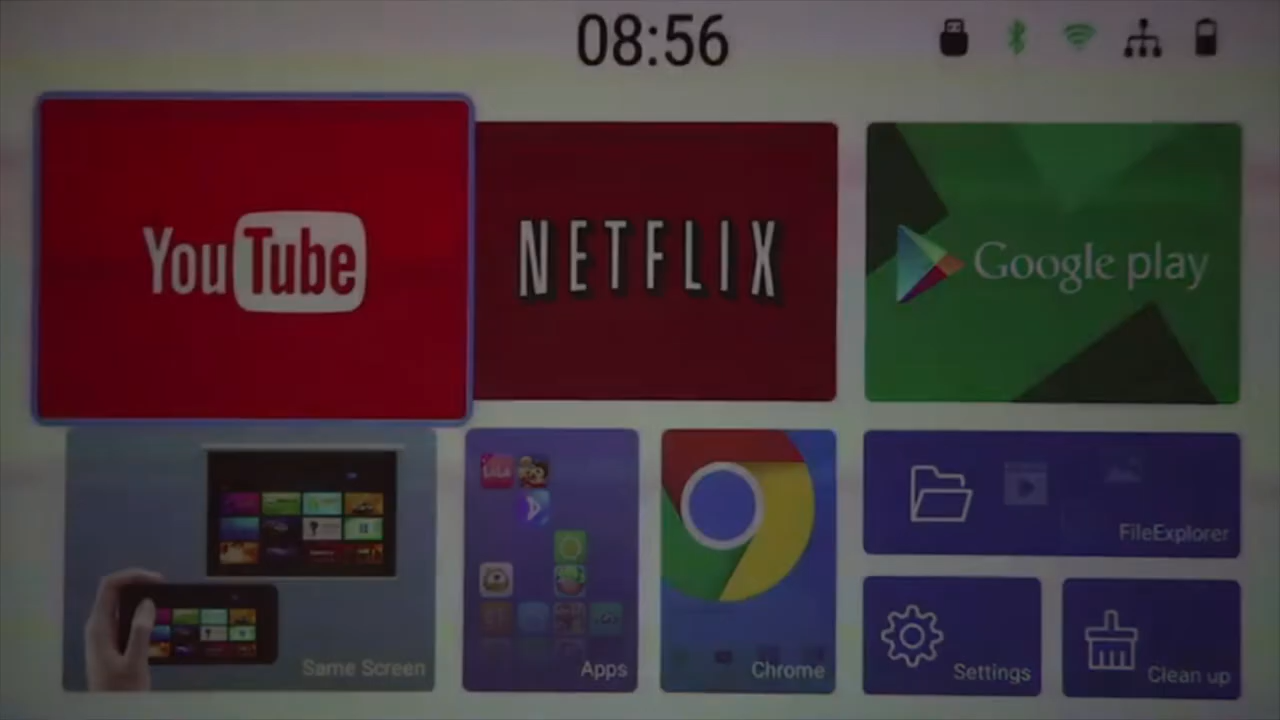 08:56
YouTube
NETFLIX
Google play
Same Screen
Apps
Chrome
FileExplorer
Settings
Clean up